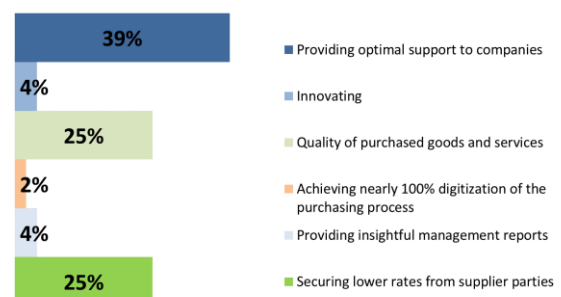 39%
Providing optimal support to companies
4%
Innovating
25%
Quality of purchased goods and services
2%
Achieving nearly 100% digitization of the
purchasing process
4%
Providing insightful management reports
25%
Securing lower rates from supplier parties